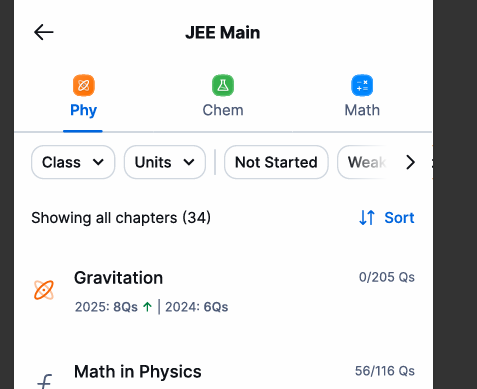 JEE Main
Phy Chem Math
Class Units Not Started Weak
Showing all chapters (34) Sort
Gravitation 0/205 Qs
2025: 8Qs ↑ | 2024: 6Qs
Math in Physics 56/116 Qs